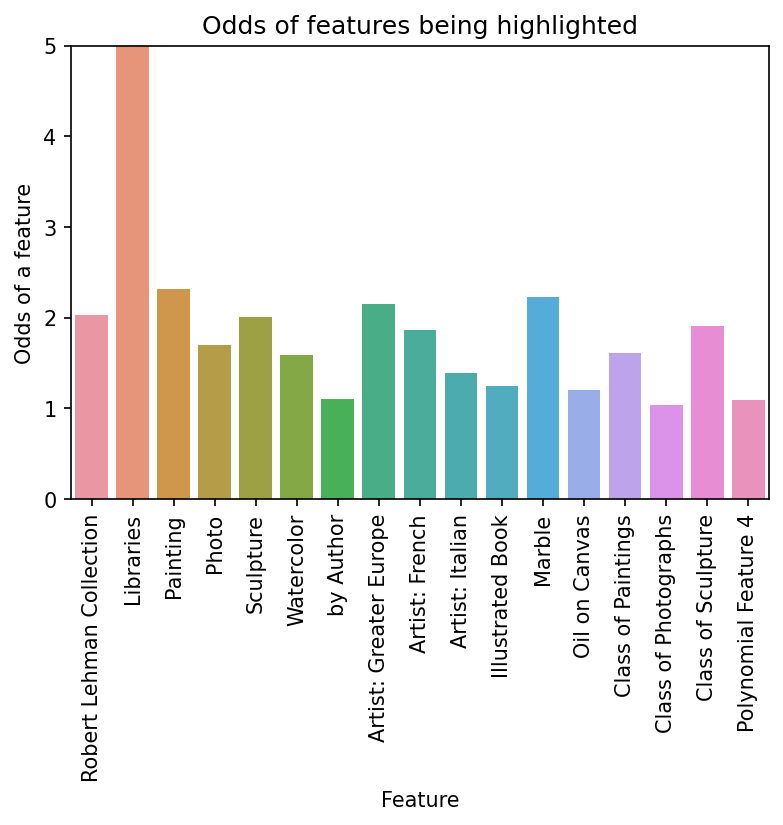 Odds of features being highlighted
Odds of a feature
5
4
3
2
1
0
Robert Lehman Collection
Libraries
Painting
Photo
Sculpture
Watercolor
by Author
Artist: Greater Europe
Artist: French
Artist: Italian
Illustrated Book
Marble
Oil on Canvas
Class of Paintings
Class of Photographs
Class of Sculpture
Polynomial Feature 4
Feature